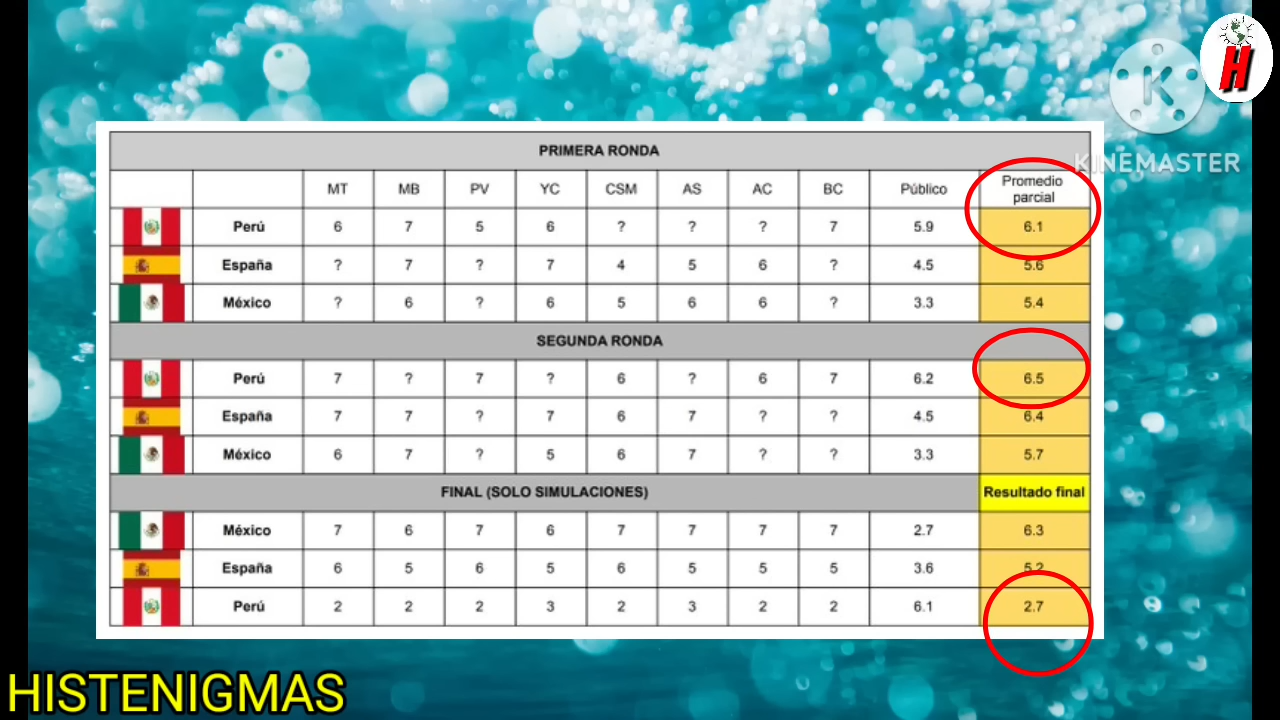 H
K
KINEMASTER
PRIMERA RONDA
MT MB PV YC CSM AS AC BC Público Promedio parcial
Perú 6 7 5 6 ? ? ? 7 5.9 6.1
España ? 7 ? 7 4 5 6 ? 4.5 5.6
México ? 6 ? 6 5 6 6 ? 3.3 5.4
SEGUNDA RONDA
Perú 7 ? 7 ? 6 ? 6 7 6.2 6.5
España 7 7 ? 7 6 7 ? ? 4.5 6.4
México 6 7 ? 5 6 7 ? ? 3.3 5.7
FINAL (SOLO SIMULACIONES) Resultado final
México 7 6 7 6 7 7 7 7 2.7 6.3
España 6 5 6 5 6 5 5 5 3.6 5.2
Perú 2 2 2 3 2 3 2 2 6.1 2.7
HISTENIGMAS